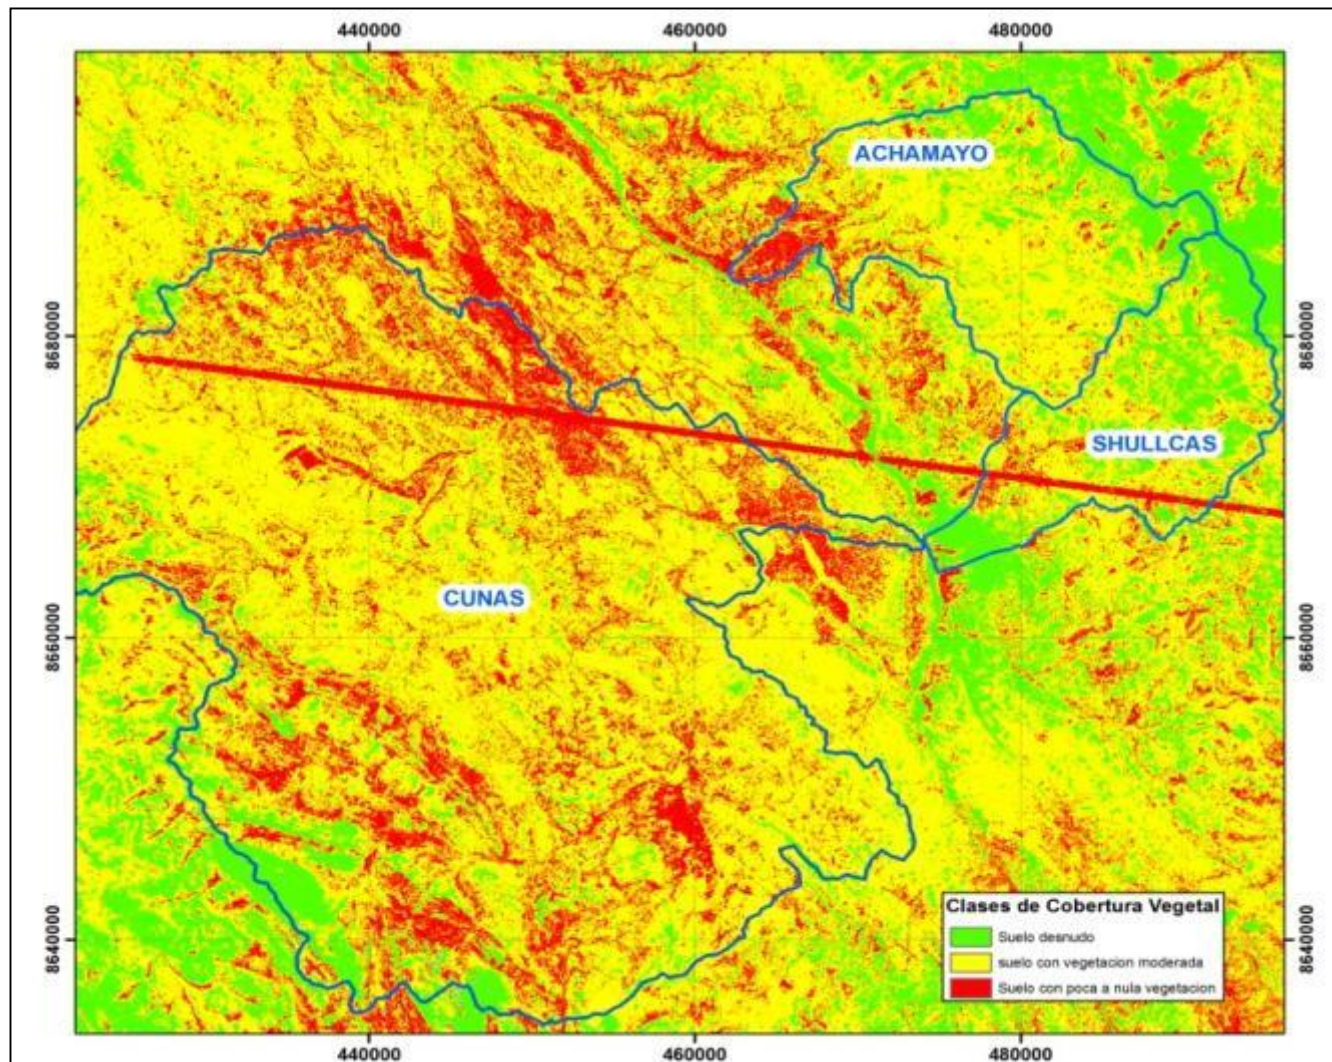 440000 460000 480000
ACHAMAYO
8680000 8680000
SHULLCAS
CUNAS
8660000 8660000
Clases de Cobertura Vegetal
Suelo desnudo
suelo con vegetacion moderada
Suelo con poca a nula vegetacion
8640000 8640000
440000 460000 480000